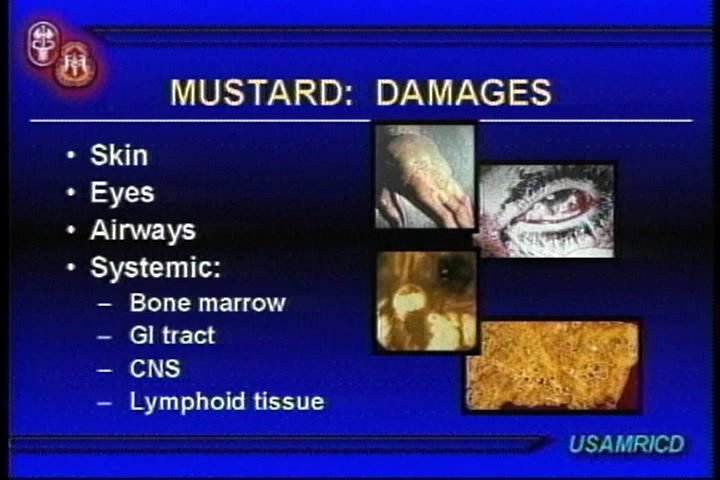 MUSTARD: DAMAGES
• Skin
• Eyes
• Airways
• Systemic:
– Bone marrow
– GI tract
– CNS
– Lymphoid tissue
USAMRICD